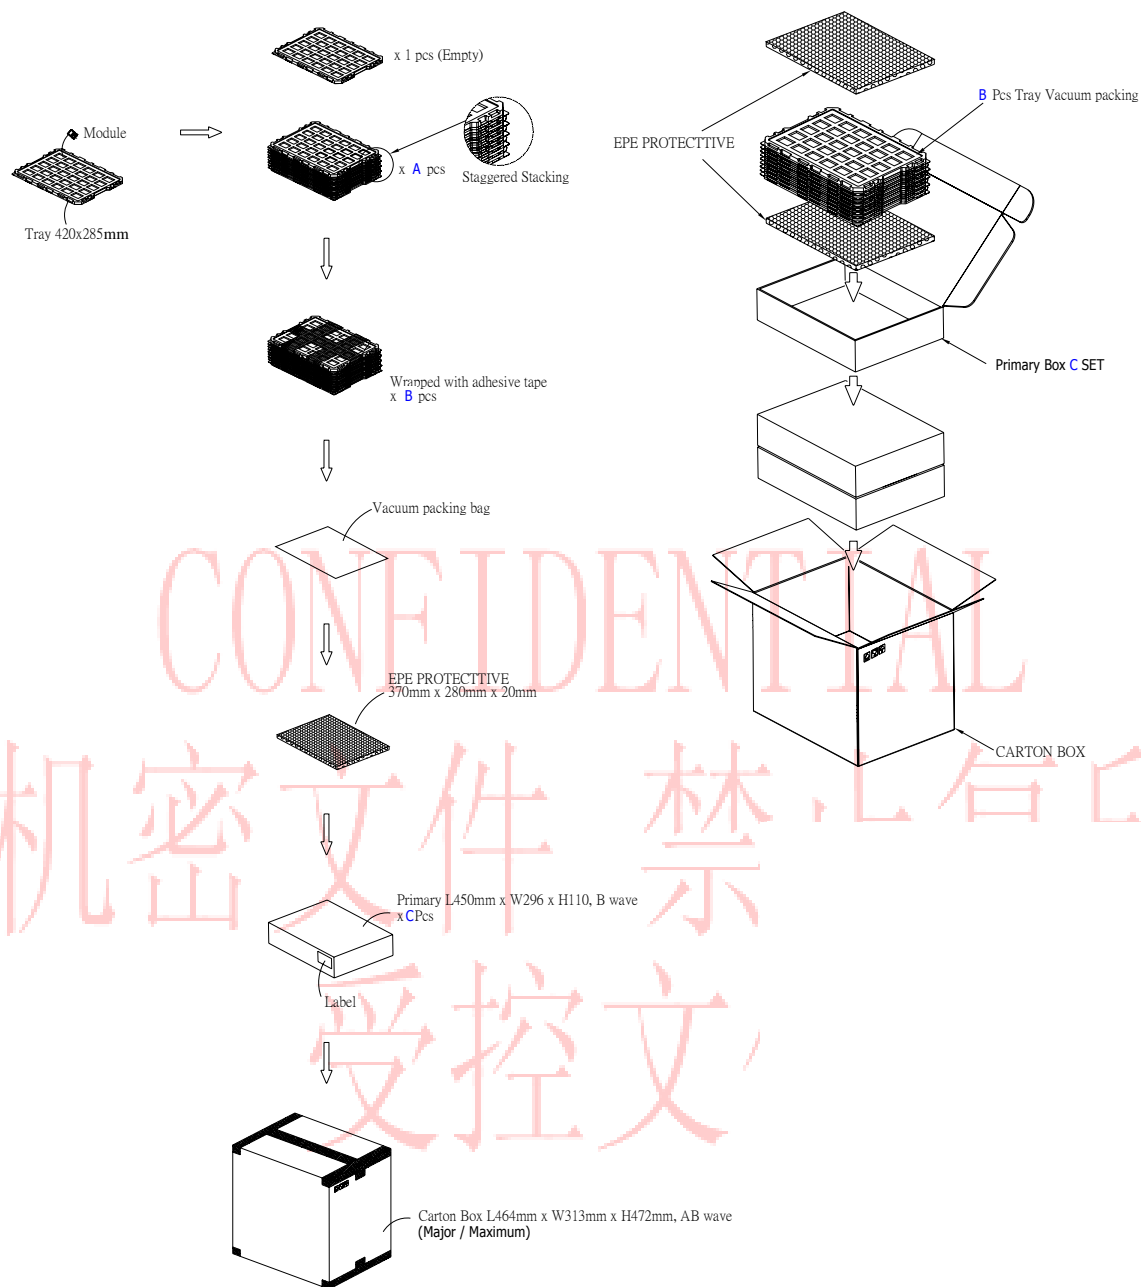 x 1 pcs (Empty)
Module
Tray 420x285mm
x A pcs
Staggered Stacking
Wrapped with adhesive tape
x B pcs
Vacuum packing bag
EPE PROTECTTIVE
370mm x 280mm x 20mm
Primary L450mm x W296 x H110, B wave
x C Pcs
Label
Carton Box L464mm x W313mm x H472mm, AB wave
(Major / Maximum)
B Pcs Tray Vacuum packing
EPE PROTECTTIVE
Primary Box C SET
CARTON BOX
CONFIDENTIAL
机密文件 禁止
受控文